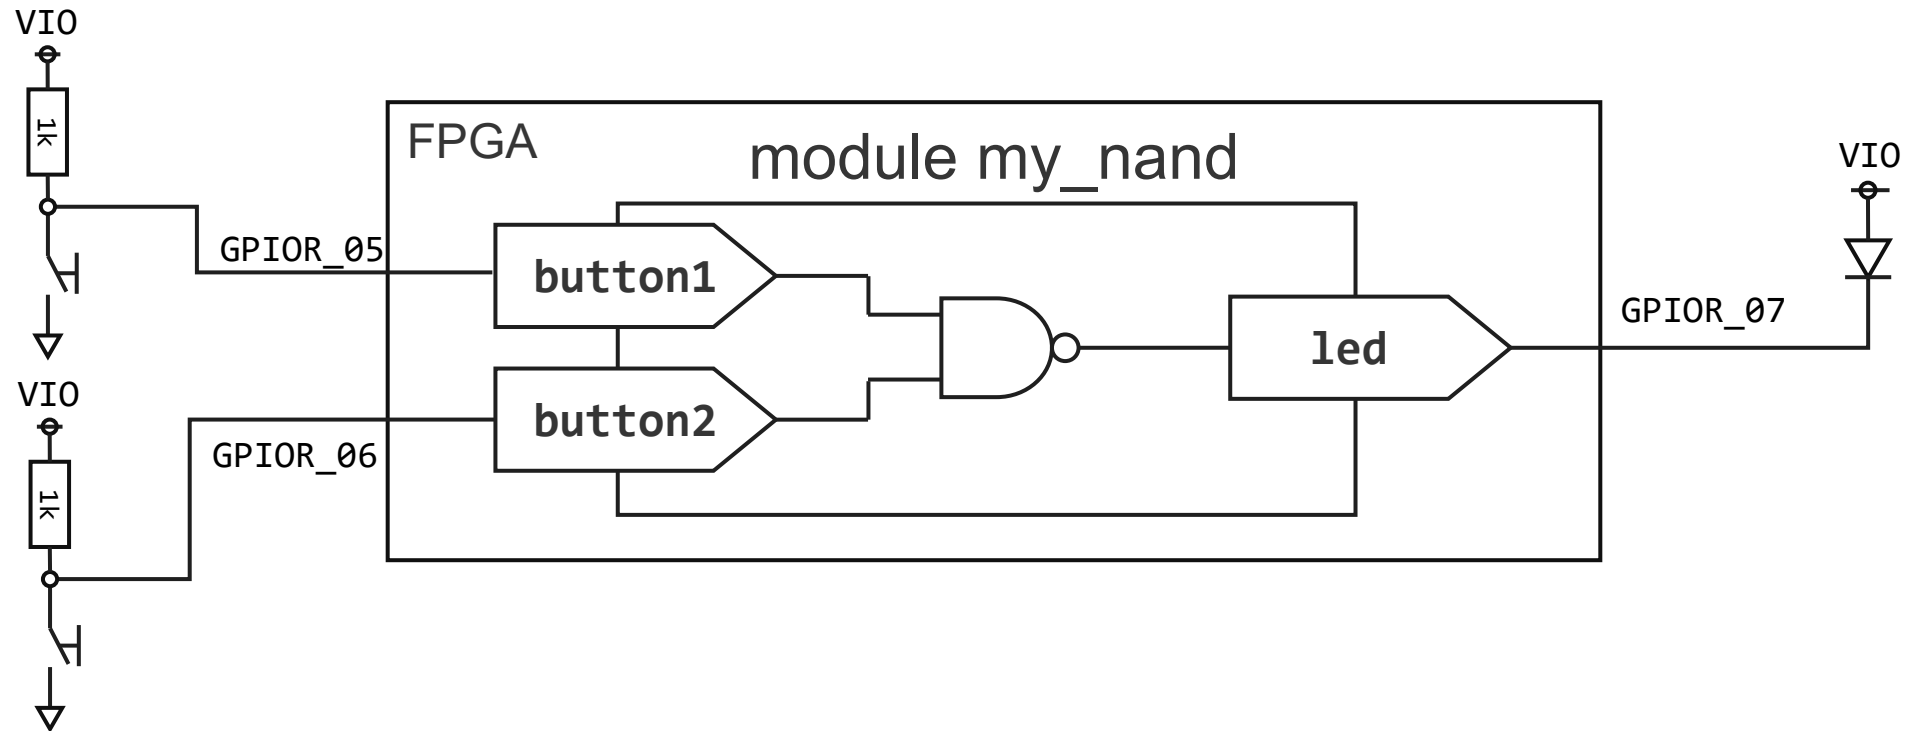 VIO
1k
FPGA
module my_nand
VIO
GPIOR_05
button1
GPIOR_07
led
VIO
button2
GPIOR_06
1k